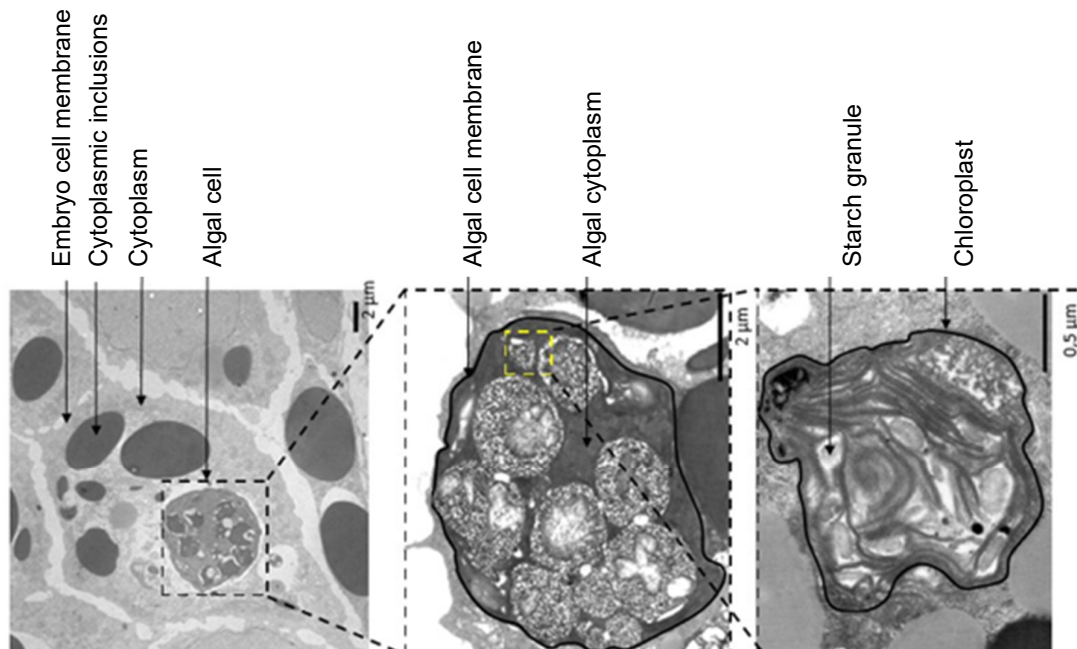 Embryo cell membrane
Cytoplasmic inclusions
Cytoplasm
Algal cell
Algal cell membrane
Algal cytoplasm
Starch granule
Chloroplast
2 μm
2 μm
0,5 μm